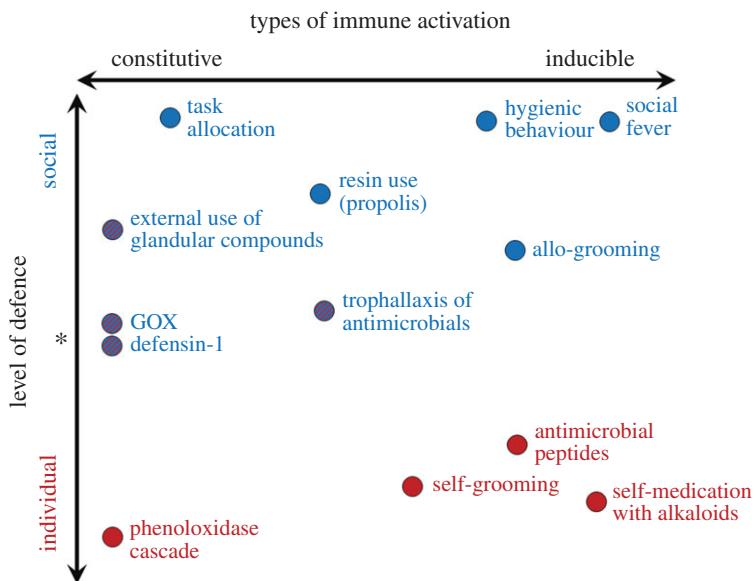 types of immune activation
constitutive
inducible
task
allocation
hygienic
behaviour
social
fever
social
resin use
(propolis)
external use of
glandular compounds
allo-grooming
level of defence
*
trophallaxis of
antimicrobials
GOX
defensin-1
antimicrobial
peptides
individual
self-grooming
self-medication
with alkaloids
phenoloxidase
cascade